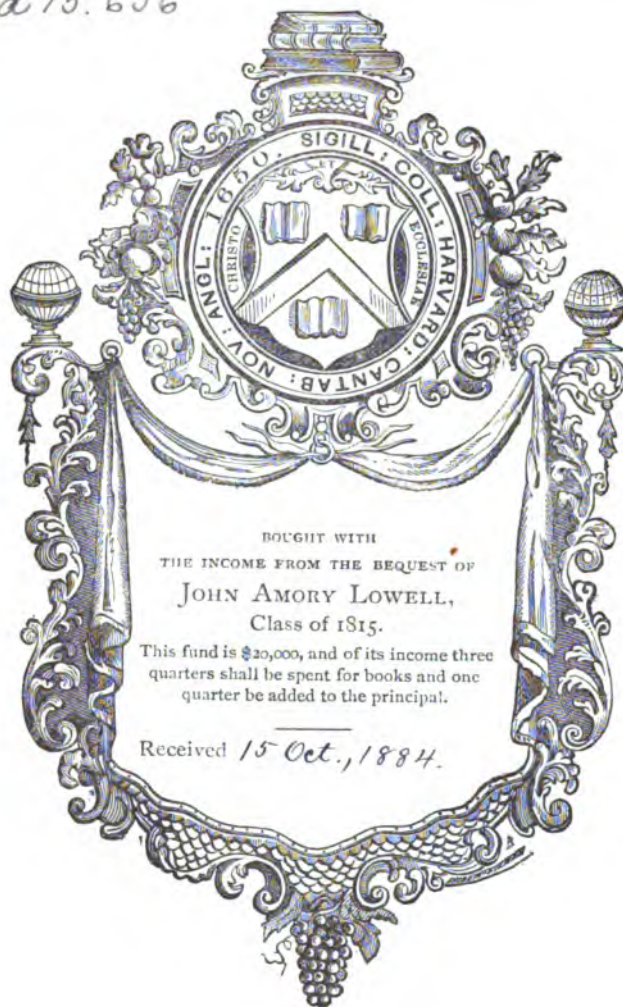 SIGILL: COLL: HARVARD: CANTAB: NOV: ANGL: 1650.
ET
CHRISTO
ECCLESIAE
BOUGHT WITH
THE INCOME FROM THE BEQUEST OF
JOHN AMORY LOWELL,
Class of 1815.
This fund is $20,000, and of its income three
quarters shall be spent for books and one
quarter be added to the principal.
Received 15 Oct., 1884.